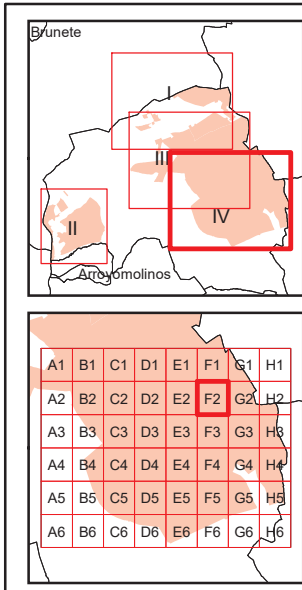 Brunete
I
III
IV
II
Arroyomolinos
A1 B1 C1 D1 E1 F1 G1 H1
A2 B2 C2 D2 E2 F2 G2 H2
A3 B3 C3 D3 E3 F3 G3 H3
A4 B4 C4 D4 E4 F4 G4 H4
A5 B5 C5 D5 E5 F5 G5 H5
A6 B6 C6 D6 E6 F6 G6 H6